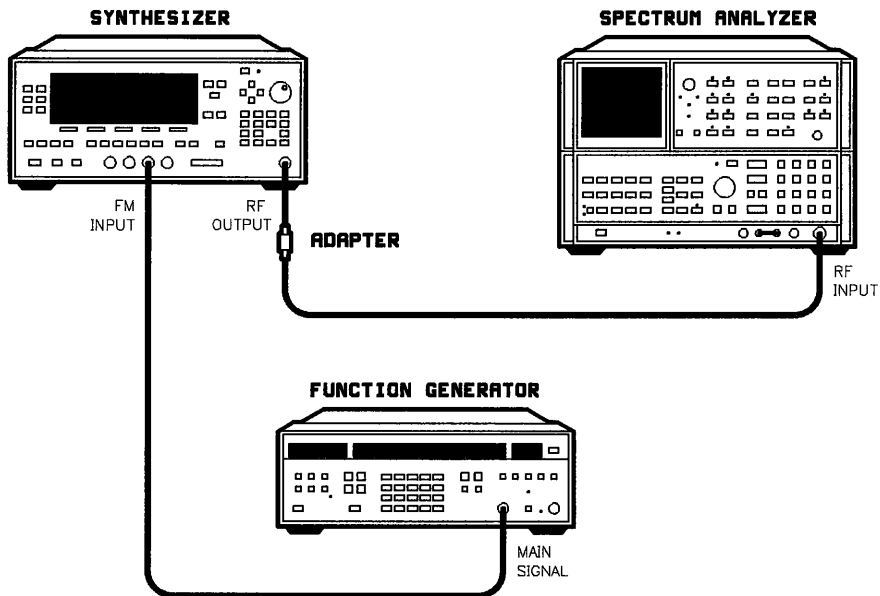 SYNTHESIZER
SPECTRUM ANALYZER
FM
INPUT
RF
OUTPUT
ADAPTER
RF
INPUT
FUNCTION GENERATOR
MAIN
SIGNAL